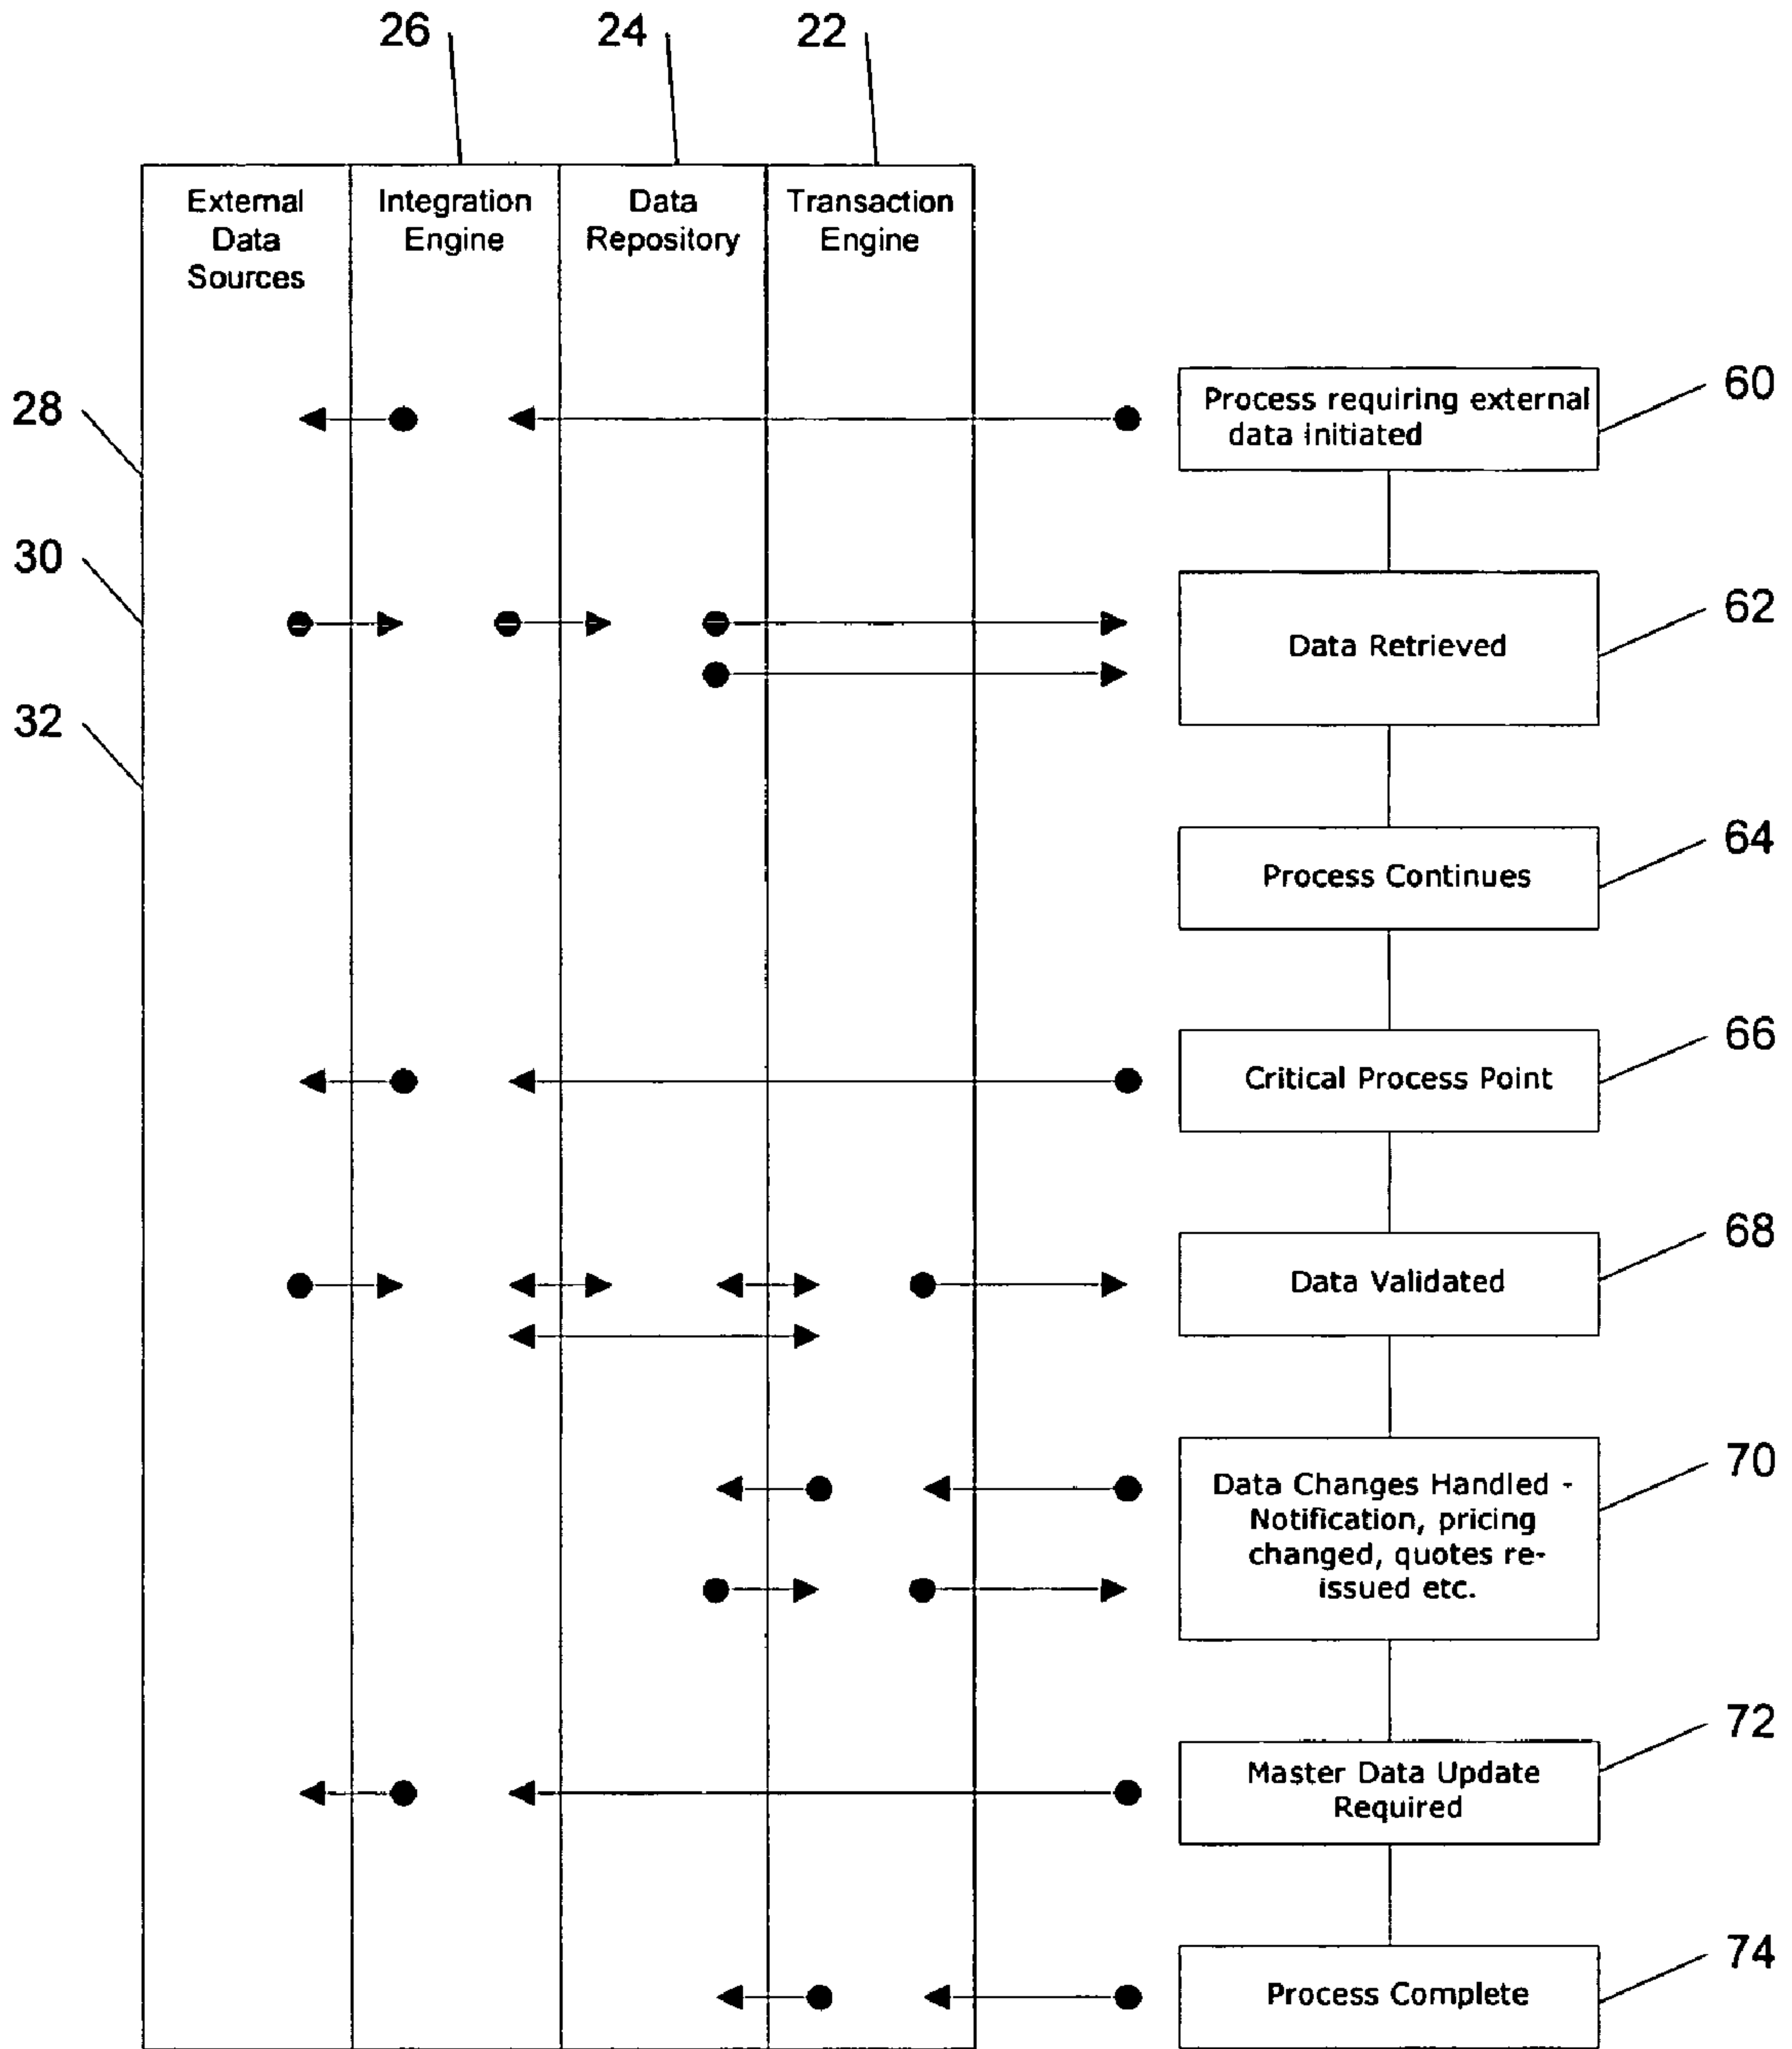 26
24
22
External
Data
Sources
Integration
Engine
Data
Repository
Transaction
Engine
28
30
32
Process requiring external
data initiated
60
Data Retrieved
62
Process Continues
64
Critical Process Point
66
Data Validated
68
Data Changes Handled -
Notification, pricing
changed, quotes re-
issued etc.
70
Master Data Update
Required
72
Process Complete
74